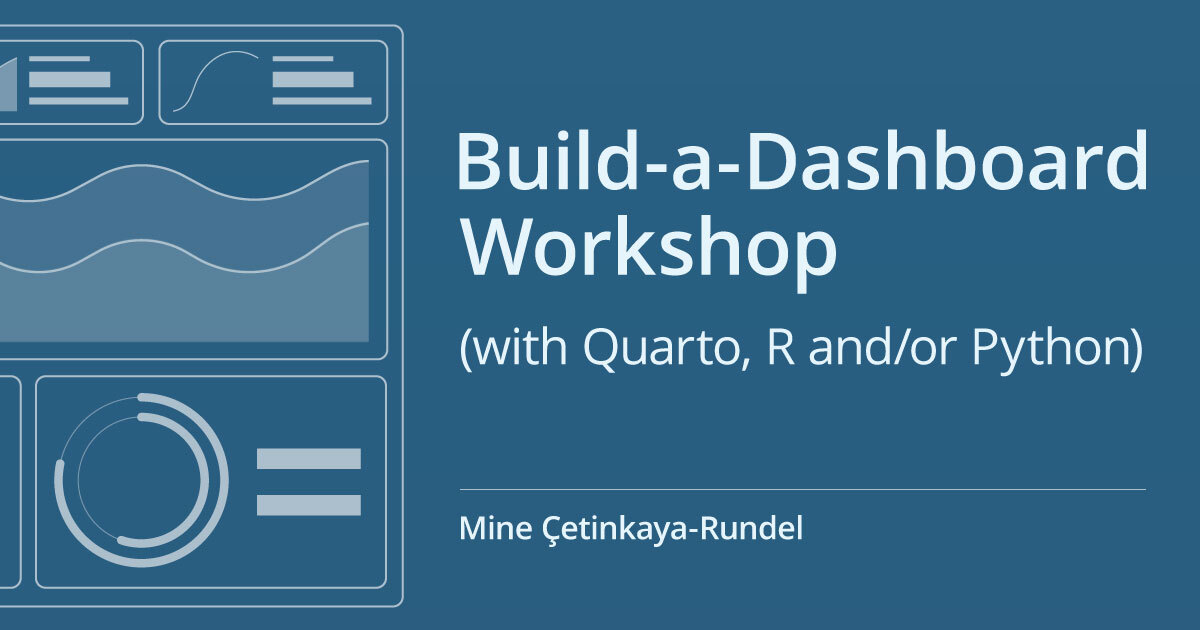 Build-a-Dashboard
Workshop
(with Quarto, R and/or Python)
Mine Çetinkaya-Rundel